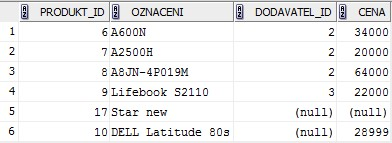 PRODUKT_ID OZNACENI DODAVATEL_ID CENA
1 6 A600N 2 34000
2 7 A2500H 2 20000
3 8 A8JN-4P019M 2 64000
4 9 Lifebook S2110 3 22000
5 17 Star new (null) (null)
6 10 DELL Latitude 80s (null) 28999